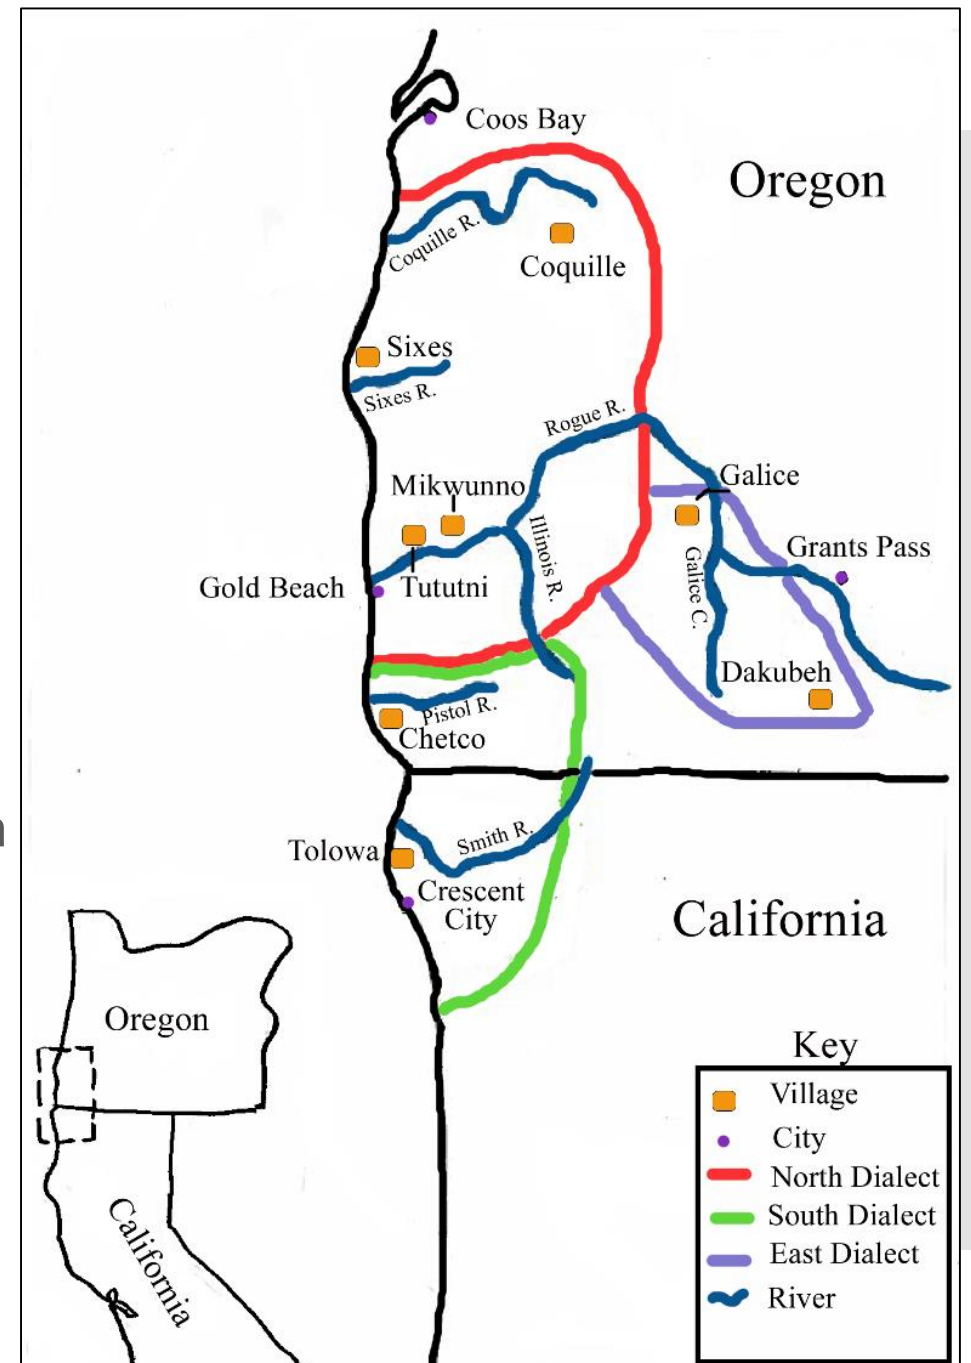 Coos Bay
Oregon
Coquille R.
Coquille
Sixes
Sixes R.
Rogue R.
Mikwunno
Galice
Illinois R.
Grants Pass
Gold Beach
Tututni
Galice C.
Dakubeh
Pistol R.
Chetco
Smith R.
Tolowa
Crescent
City
California
Oregon
California
Key
Village
City
North Dialect
South Dialect
East Dialect
River